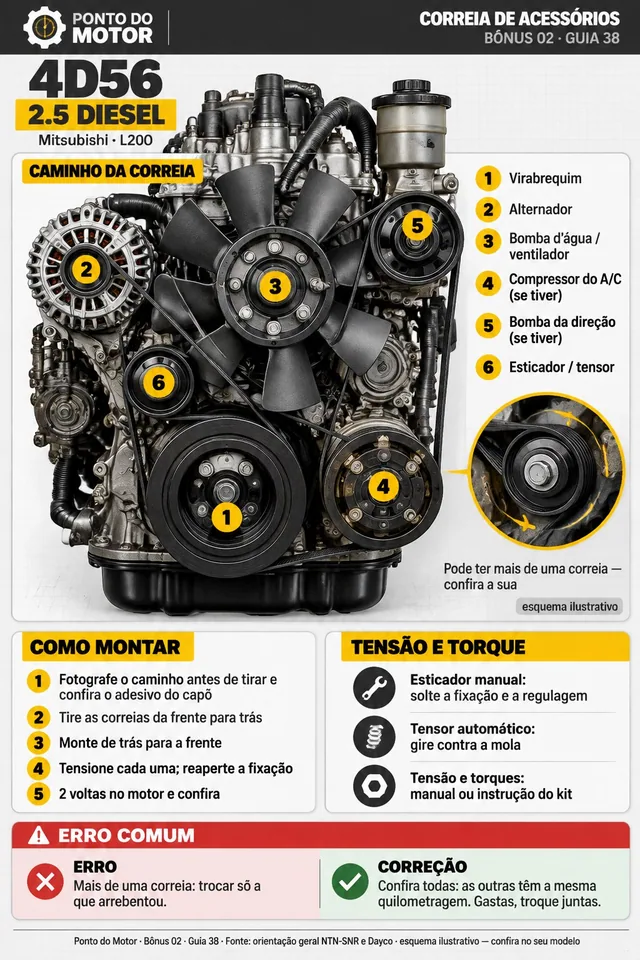 PONTO DO
MOTOR
CORREIA DE ACESSÓRIOS
BÔNUS 02 · GUIA 38
4D56
2.5 DIESEL
Mitsubishi · L200
CAMINHO DA CORREIA
1 Virabrequim
2 Alternador
3 Bomba d'água /
ventilador
4 Compressor do A/C
(se tiver)
5 Bomba da direção
(se tiver)
6 Esticador / tensor
5
2
3
6
4
1
Pode ter mais de uma correia —
confira a sua
esquema ilustrativo
COMO MONTAR
1 Fotografe o caminho antes de tirar e
confira o adesivo do capô
2 Tire as correias da frente para trás
3 Monte de trás para a frente
4 Tensione cada uma; reaperte a fixação
5 2 voltas no motor e confira
TENSÃO E TORQUE
Esticador manual:
solte a fixação e a regulagem
Tensor automático:
gire contra a mola
Tensão e torques:
manual ou instrução do kit
ERRO COMUM
ERRO
Mais de uma correia: trocar só a
que arrebentou.
CORREÇÃO
Confira todas: as outras têm a mesma
quilometragem. Gastas, troque juntas.
Ponto do Motor · Bônus 02 · Guia 38 · Fonte: orientação geral NTN-SNR e Dayco · esquema ilustrativo — confira no seu modelo